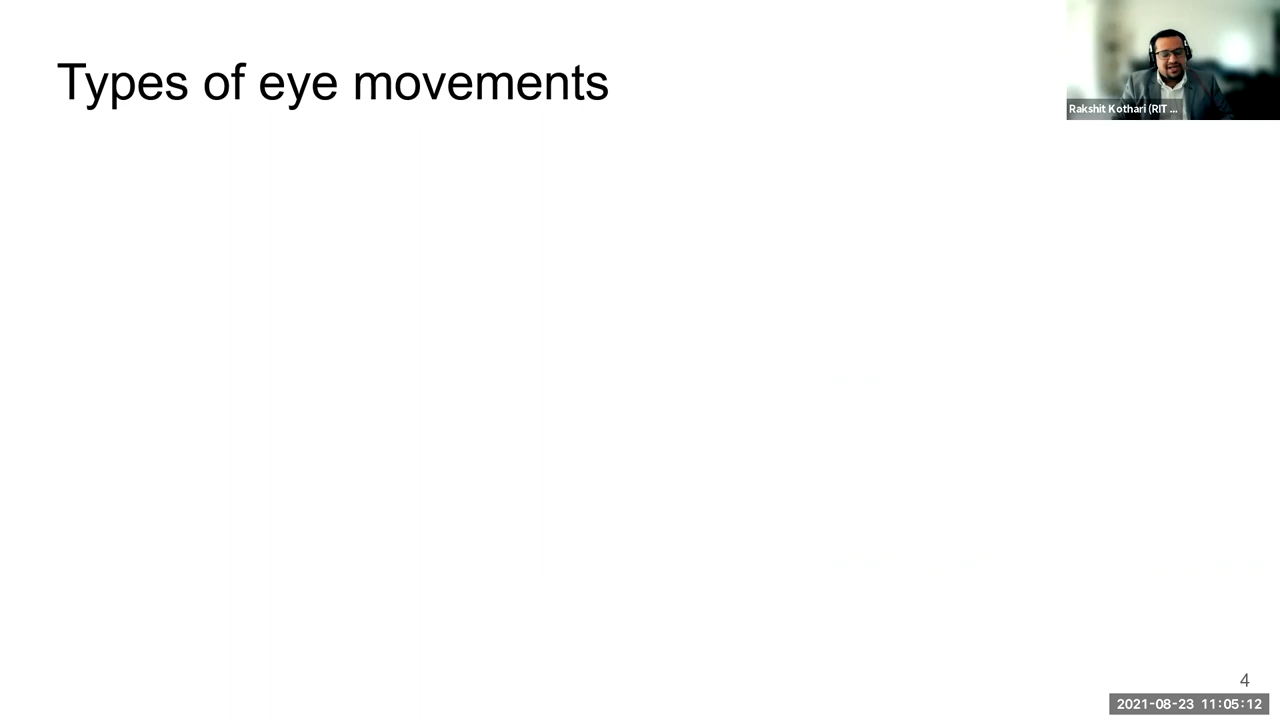 Types of eye movements
Rakshit Kothari (RIT ...
4
2021-08-23 11:05:12